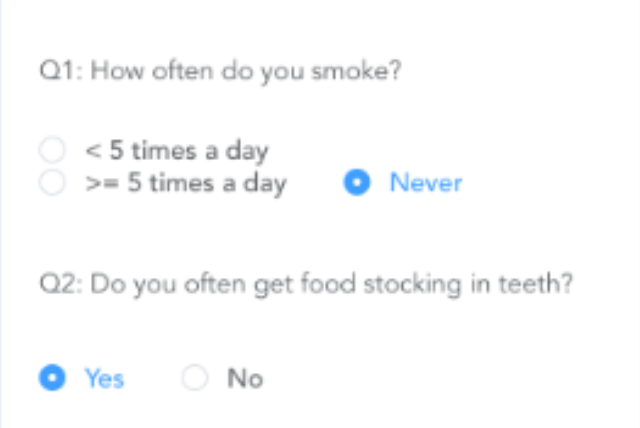 Q1: How often do you smoke?
< 5 times a day
>= 5 times a day Never
Q2: Do you often get food stocking in teeth?
Yes No